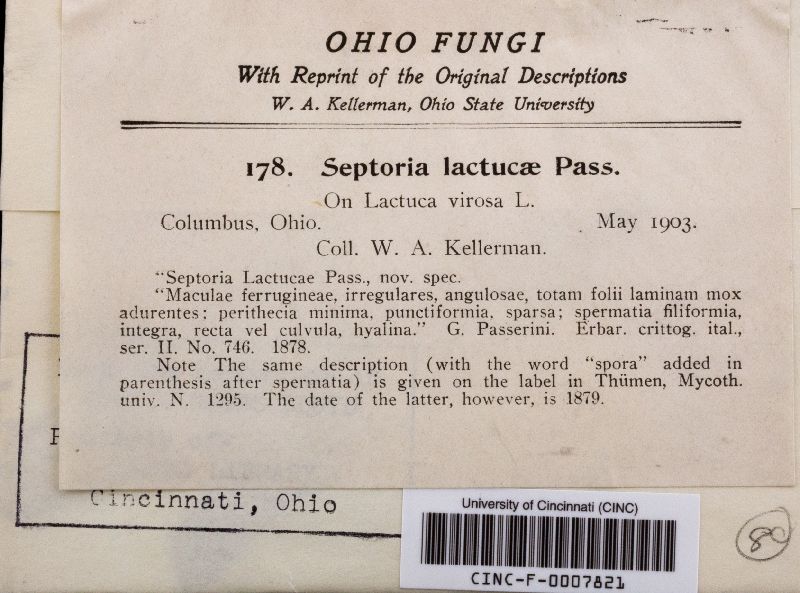 OHIO FUNGI
With Reprint of the Original Descriptions
W. A. Kellerman, Ohio State University
178. Septoria lactucæ Pass.
On Lactuca virosa L.
Columbus, Ohio. May 1903.
Coll. W. A. Kellerman.
"Septoria Lactucae Pass., nov. spec.
"Maculae ferrugineae, irregulares, angulosae, totam folii laminam mox
adurentes; perithecia minima, punctiformia, sparsa; spermatia filiformia,
integra, recta vel culvula, hyalina." G. Passerini. Erbar. crittog. ital.,
ser. II. No. 746. 1878.
Note The same description (with the word "spora" added in
parenthesis after spermatia) is given on the label in Thümen, Mycoth.
univ. N. 1295. The date of the latter, however, is 1879.
Cincinnati, Ohio
University of Cincinnati (CINC)
CINC-F-0007821